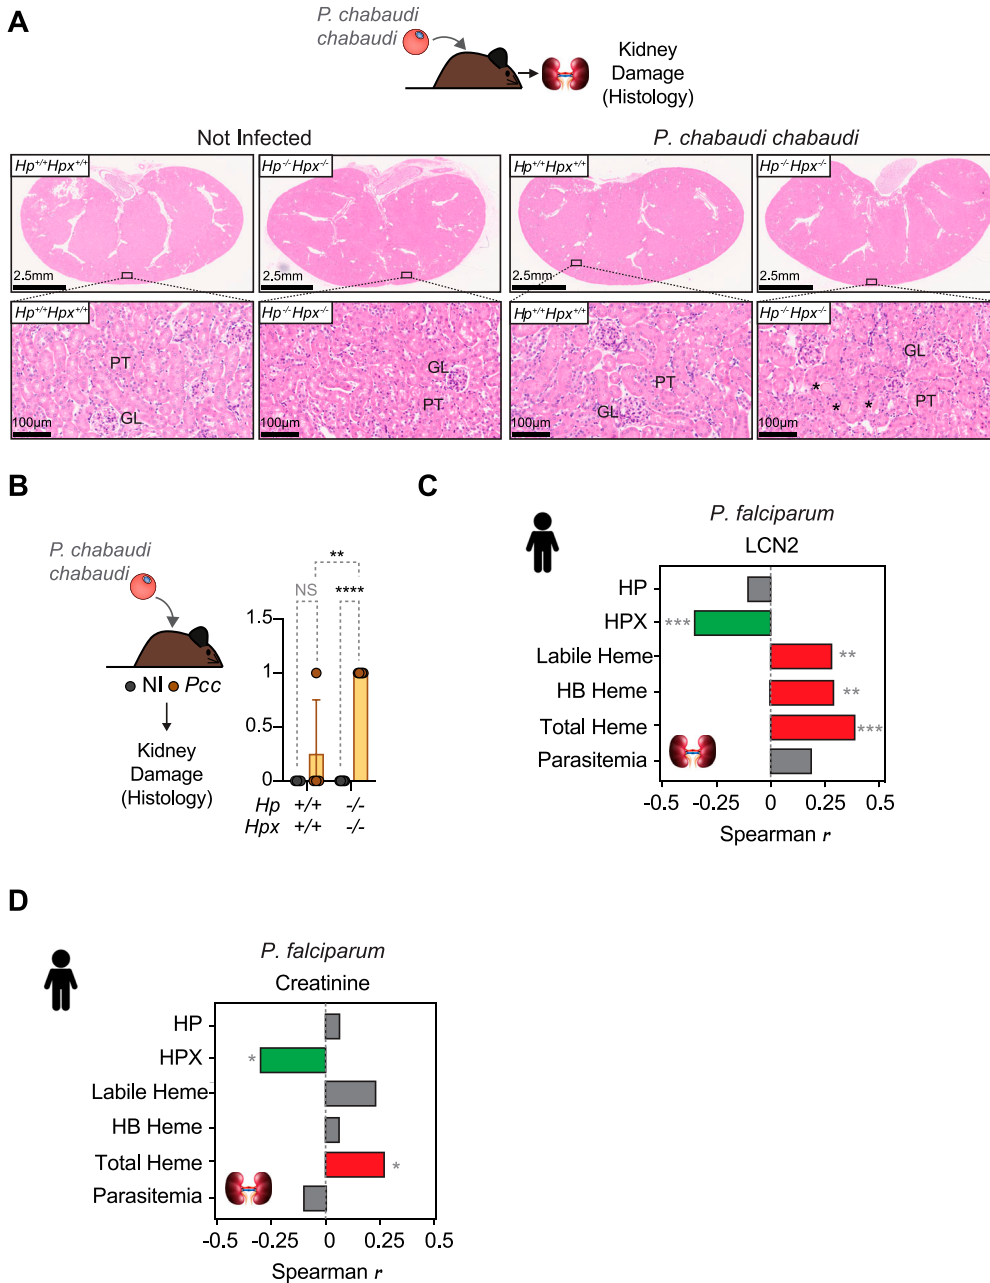 A
P. chabaudi
chabaudi
Kidney
Damage
(Histology)
Not Infected
P. chabaudi chabaudi
Hp+/+Hpx+/+
Hp-/-Hpx-/-
Hp+/+Hpx+/+
Hp-/-Hpx-/-
2.5mm
2.5mm
2.5mm
2.5mm
Hp+/+Hpx+/+
Hp-/-Hpx-/-
Hp+/+Hpx+/+
Hp-/-Hpx-/-
PT
GL
GL
PT
PT
GL
GL
PT
*
*
*
100µm
100µm
100µm
100µm
B
P. chabaudi
chabaudi
NI Pcc
Kidney
Damage
(Histology)
**
NS
****
1.5
1
0.5
0
Hp +/+ -/-
Hpx +/+ -/-
C
P. falciparum
LCN2
HP
HPX ***
Labile Heme **
HB Heme **
Total Heme ***
Parasitemia
-0.5 -0.25 0 0.25 0.5
Spearman r
D
P. falciparum
Creatinine
HP
HPX *
Labile Heme
HB Heme
Total Heme *
Parasitemia
-0.5 -0.25 0 0.25 0.5
Spearman r